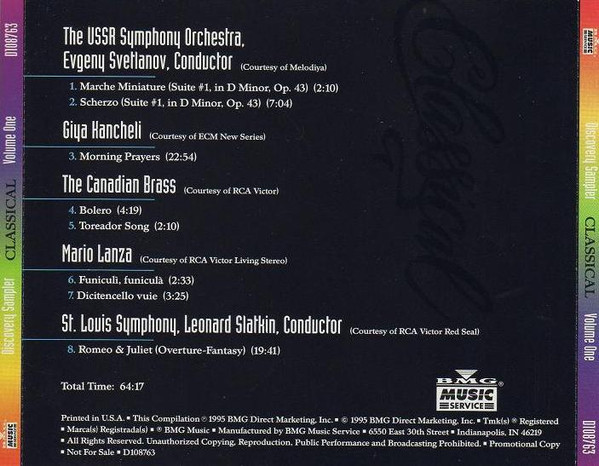 The USSR Symphony Orchestra,
Evgeny Svetlanov, Conductor (Courtesy of Melodiya)
1. Marche Miniature (Suite #1, in D Minor, Op. 43) (2:10)
2. Scherzo (Suite #1, in D Minor, Op. 43) (7:04)
Giya Kancheli (Courtesy of ECM New Series)
3. Morning Prayers (22:54)
The Canadian Brass (Courtesy of RCA Victor)
4. Bolero (4:19)
5. Toreador Song (2:10)
Mario Lanza (Courtesy of RCA Victor Living Stereo)
6. Funiculì, funiculà (2:33)
7. Dicitencello vuie (3:25)
St. Louis Symphony, Leonard Slatkin, Conductor (Courtesy of RCA Victor Red Seal)
8. Romeo & Juliet (Overture-Fantasy) (19:41)
Total Time: 64:17
BMG
MUSIC
SERVICE
Printed in U.S.A. ▪ This Compilation ℗ 1995 BMG Direct Marketing, Inc. ▪ © 1995 BMG Direct Marketing, Inc. ▪ Tmk(s) ® Registered
▪ Marca(s) Registrada(s) ▪ ® BMG Music ▪ Manufactured by BMG Music Service ▪ 6550 East 30th Street ▪ Indianapolis, IN 46219
▪ All Rights Reserved. Unauthorized Copying, Reproduction, Public Performance and Broadcasting Prohibited. ▪ Promotional Copy
▪ Not For Sale ▪ D108763
Classical
BMG MUSIC SERVICE Discovery Sampler CLASSICAL Volume One D108763
BMG MUSIC SERVICE Discovery Sampler CLASSICAL Volume One D108763